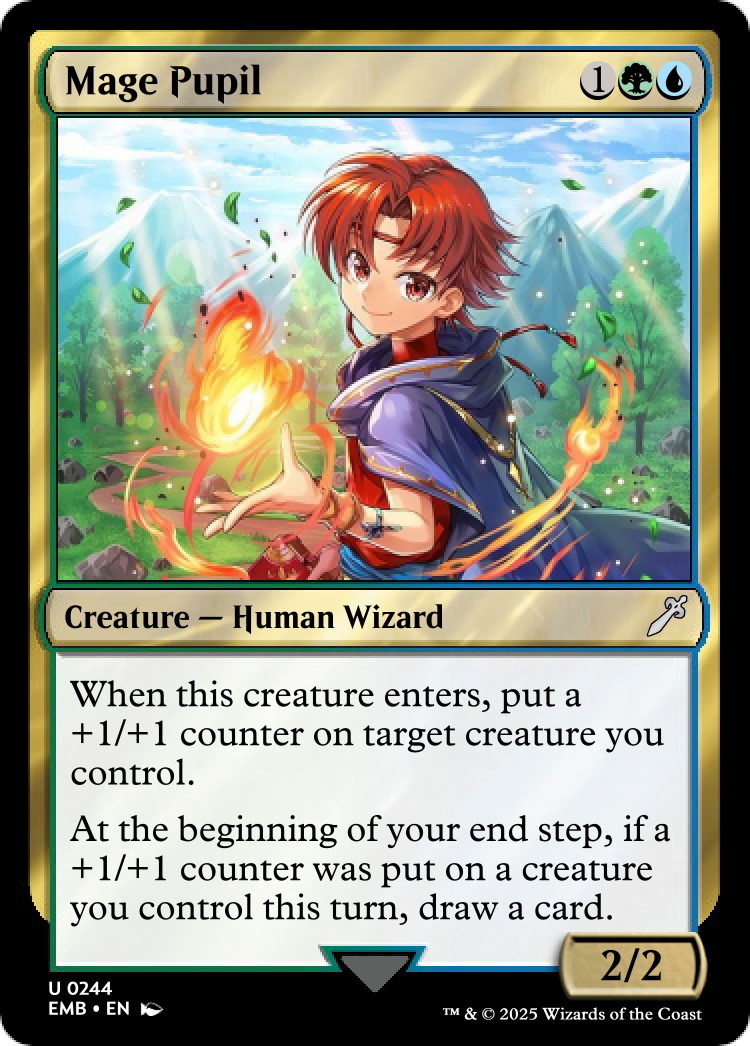 Mage Pupil 1
Creature — Human Wizard
When this creature enters, put a
+1/+1 counter on target creature you
control.
At the beginning of your end step, if a
+1/+1 counter was put on a creature
you control this turn, draw a card.
2/2
U 0244
EMB • EN
™ & © 2025 Wizards of the Coast